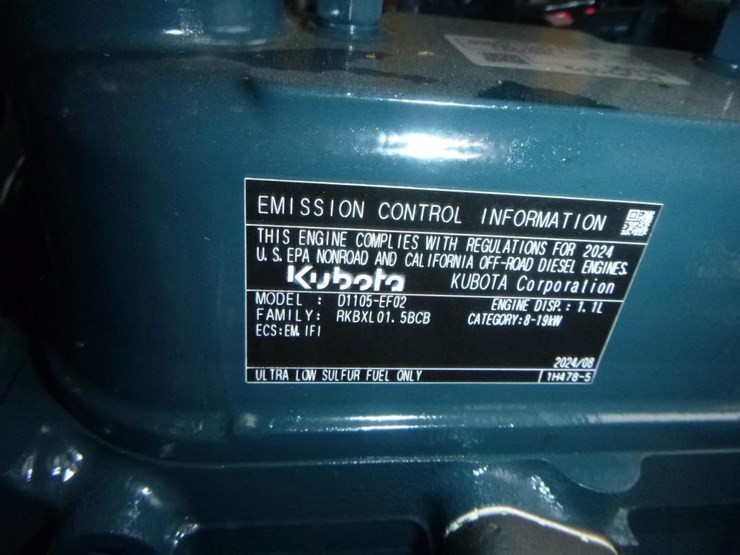 EMISSION CONTROL INFORMATION
THIS ENGINE COMPLIES WITH REGULATIONS FOR 2024
U.S. EPA NONROAD AND CALIFORNIA OFF-ROAD DIESEL ENGINES.
Kubota KUBOTA Corporation
MODEL : D1105-EF02 ENGINE DISP.: 1.1L
FAMILY: RKBXL01.5BCB CATEGORY:8-19kW
ECS:EM, IFI
2024/08
ULTRA LOW SULFUR FUEL ONLY 1H478-5